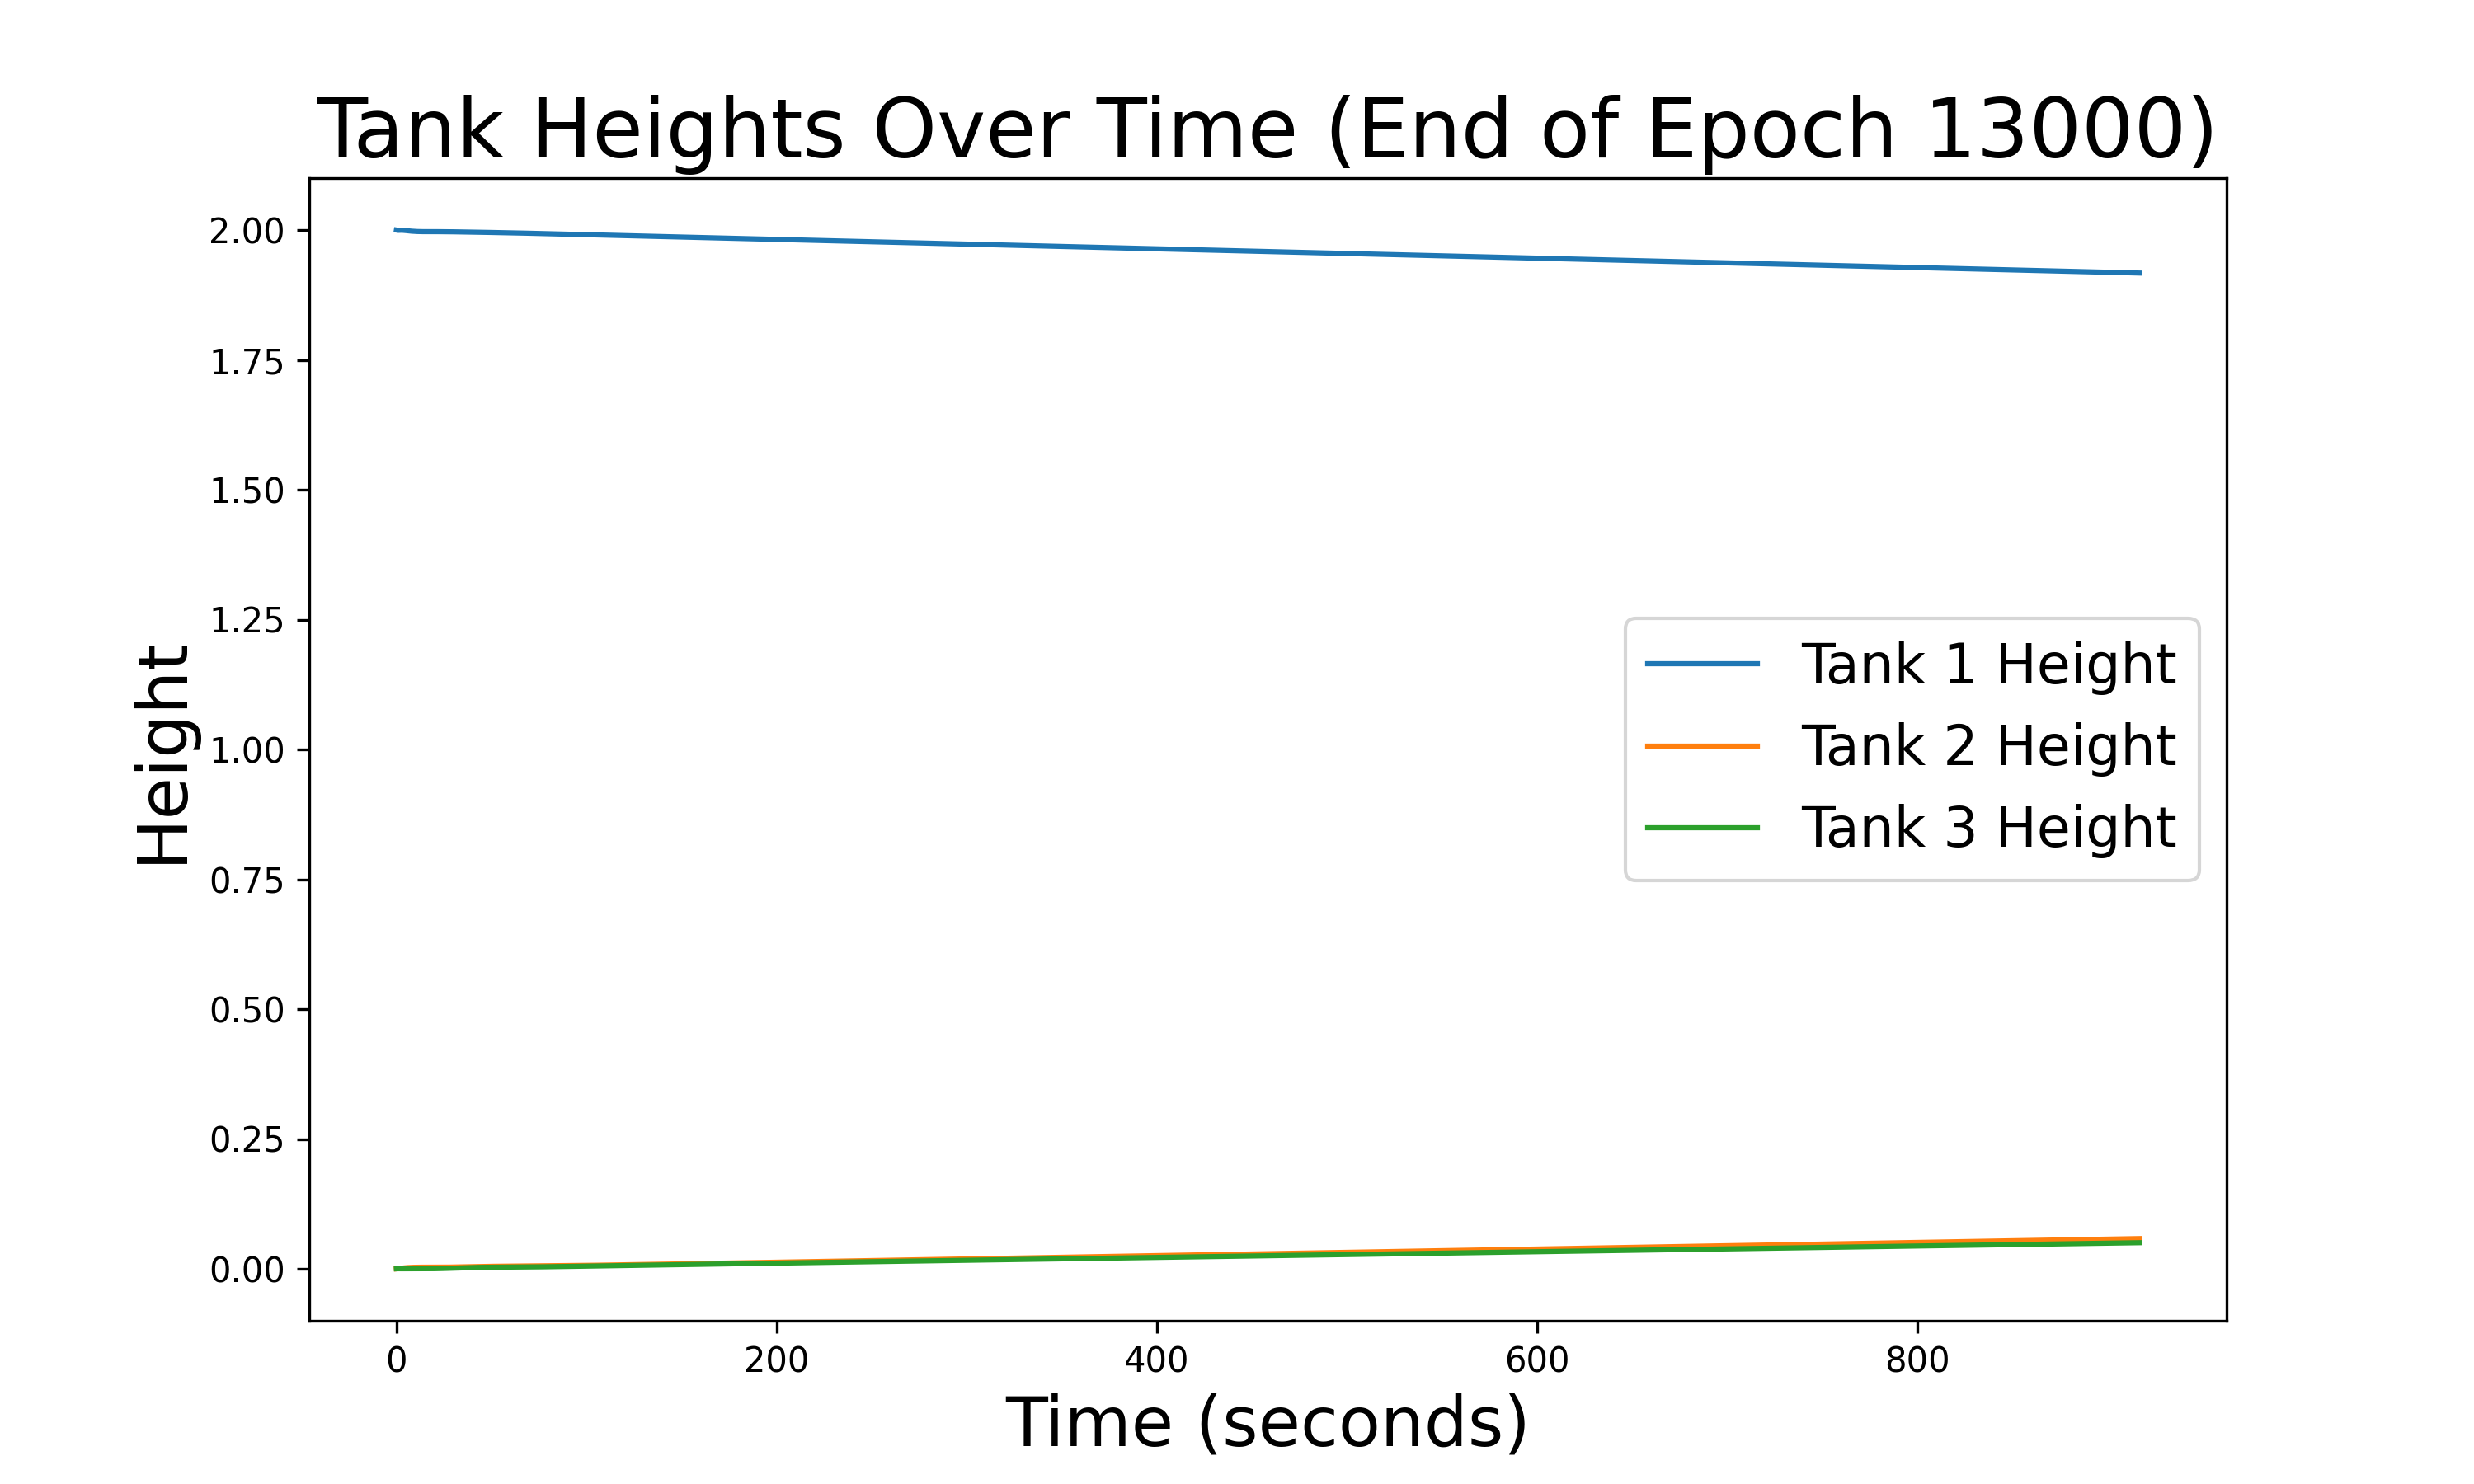 Tank Heights Over Time (End of Epoch 13000)
Height
2.00
1.75
1.50
1.25
1.00
0.75
0.50
0.25
0.00
Tank 1 Height
Tank 2 Height
Tank 3 Height
0 200 400 600 800
Time (seconds)